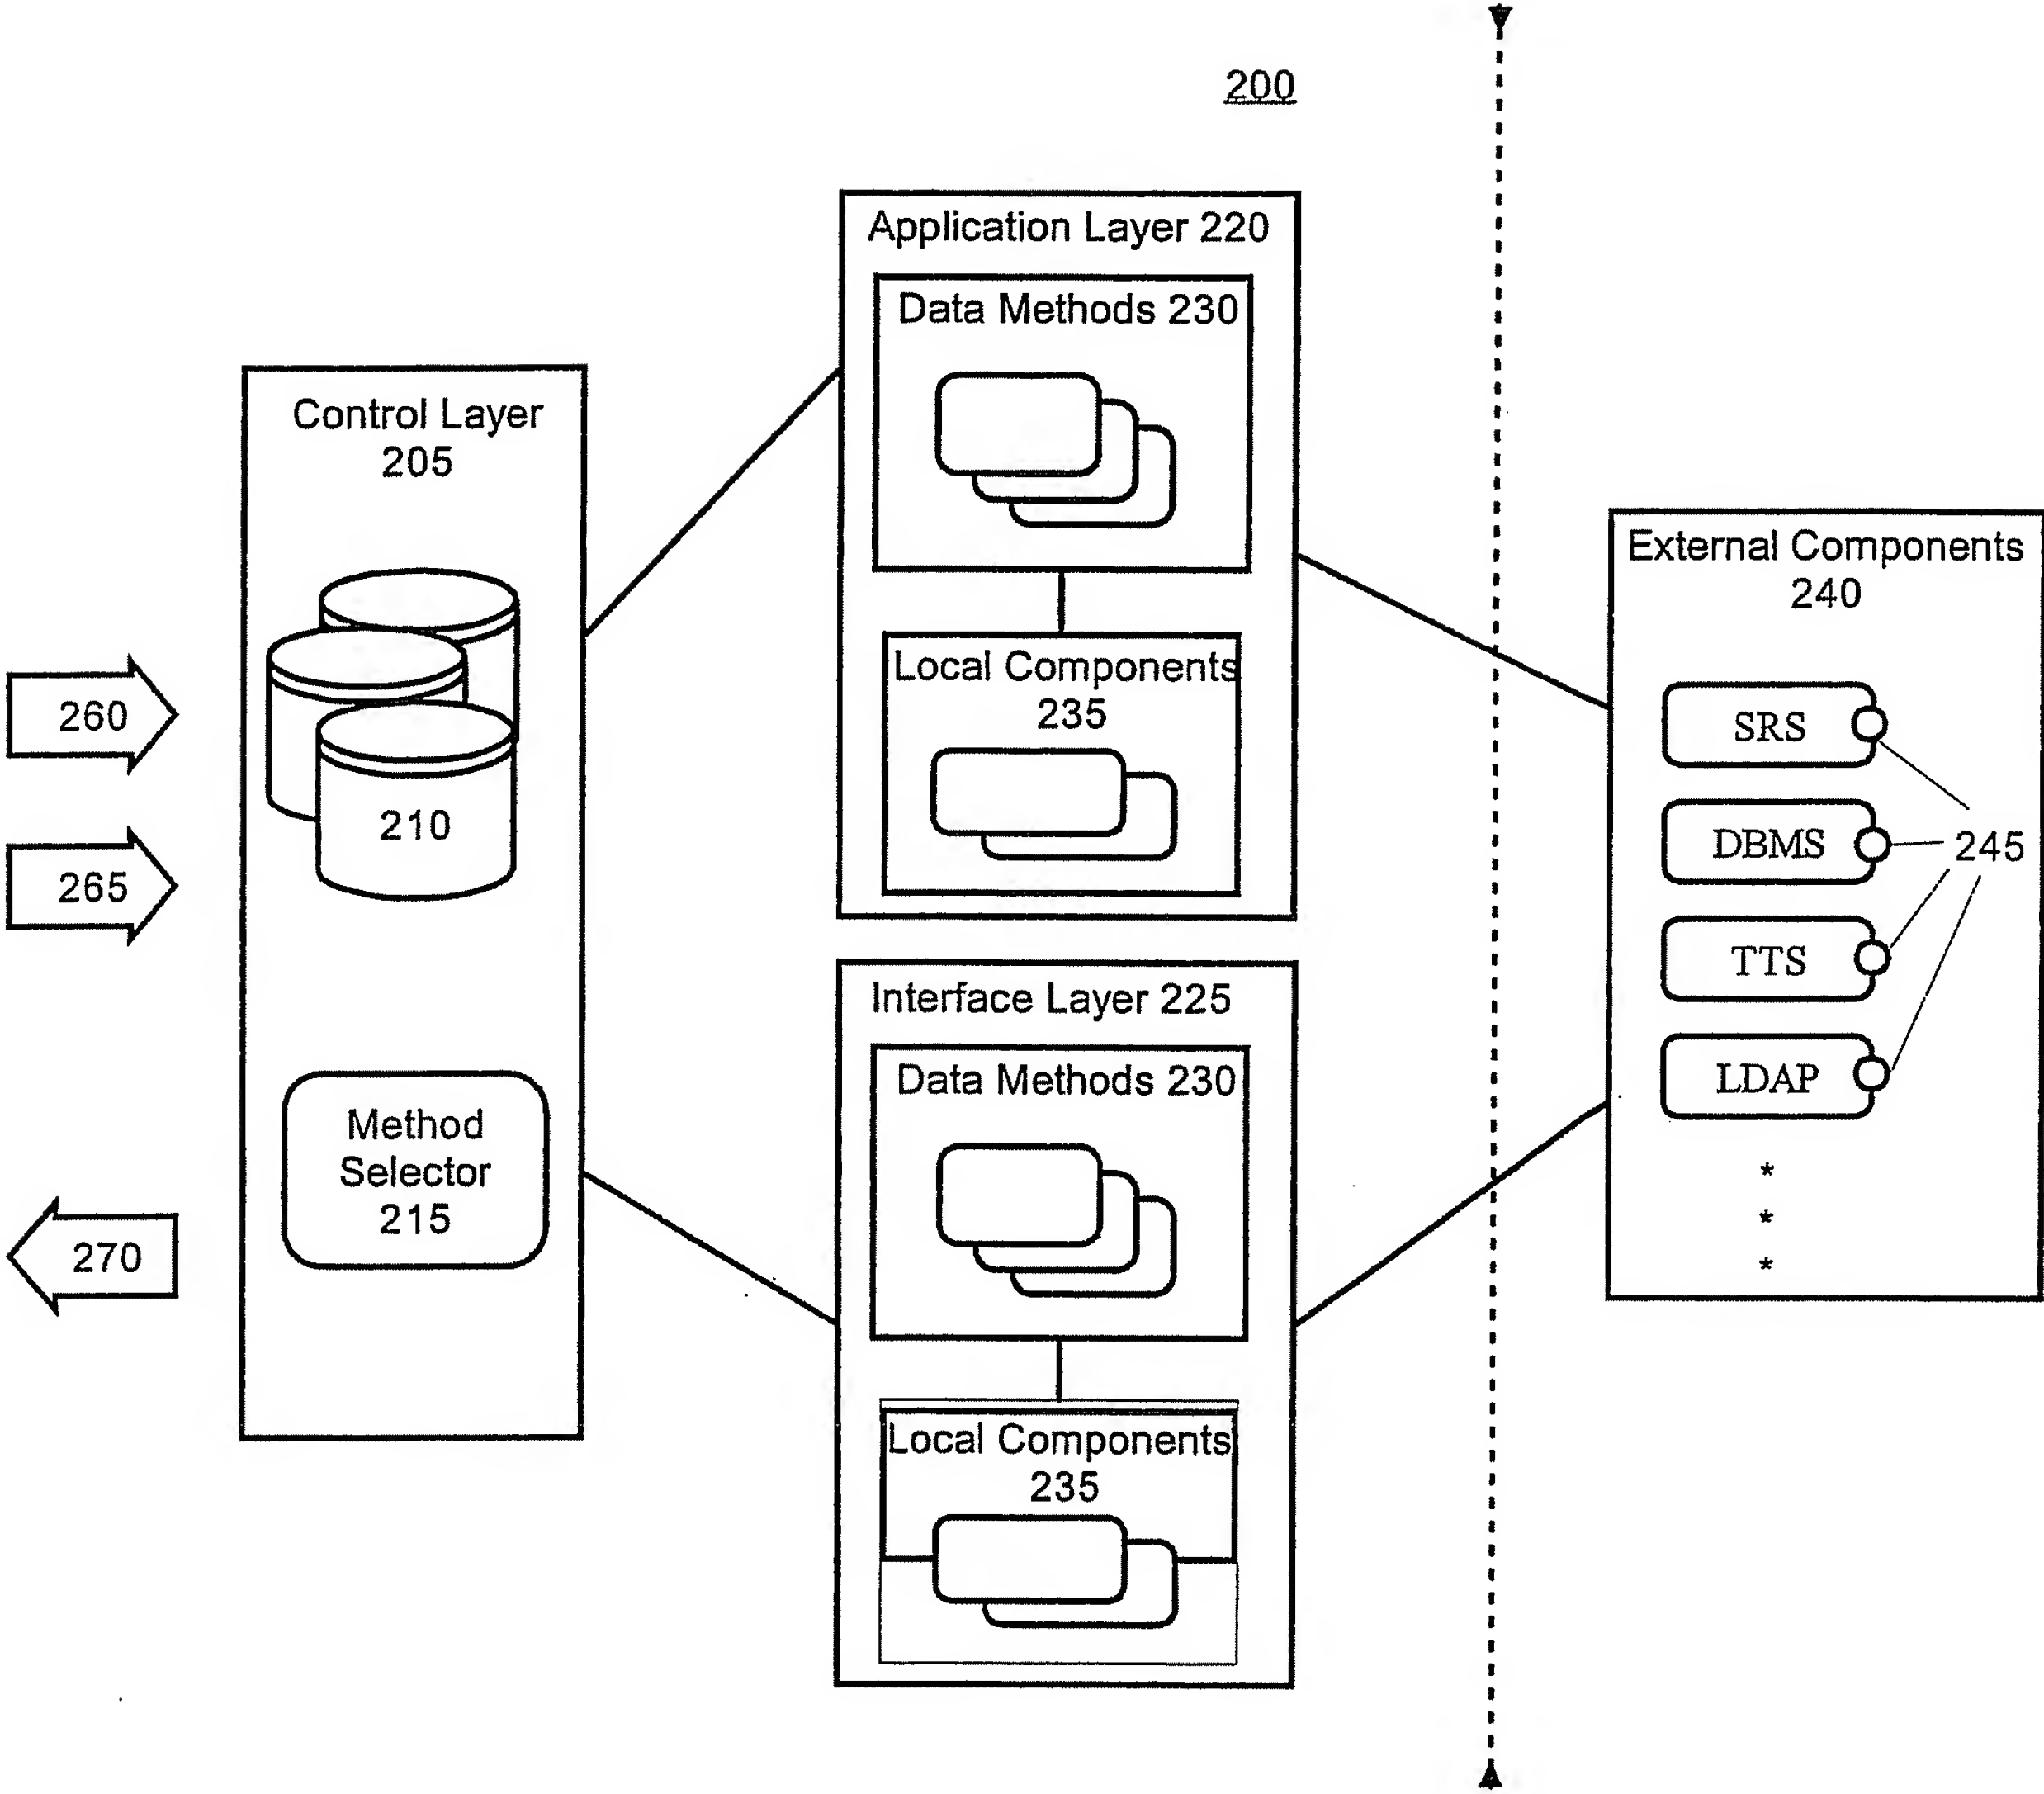 200
Application Layer 220
Data Methods 230
Local Components
235
Control Layer
205
210
Method
Selector
215
260
265
270
Interface Layer 225
Data Methods 230
Local Components
235
External Components
240
SRS
DBMS
TTS
LDAP
245
*
*
*